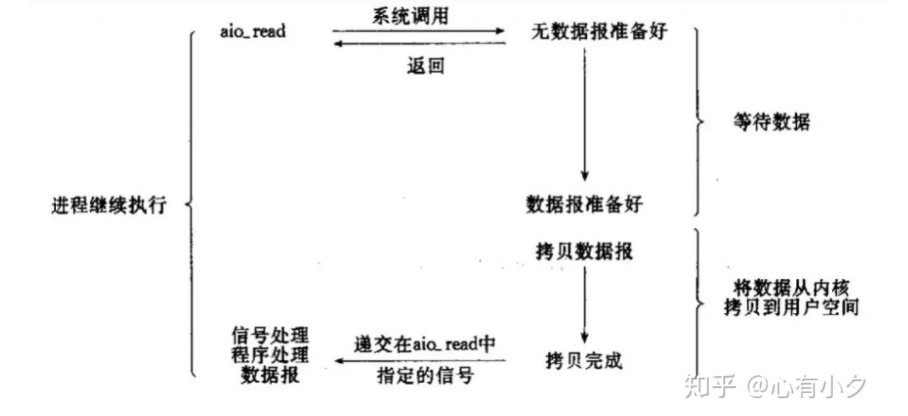 aio_read
系统调用
返回
无数据报准备好
等待数据
进程继续执行
数据报准备好
拷贝数据报
将数据从内核
拷贝到用户空间
信号处理
程序处理
数据报
递交在aio_read中
指定的信号
拷贝完成
知乎 @心有小夕